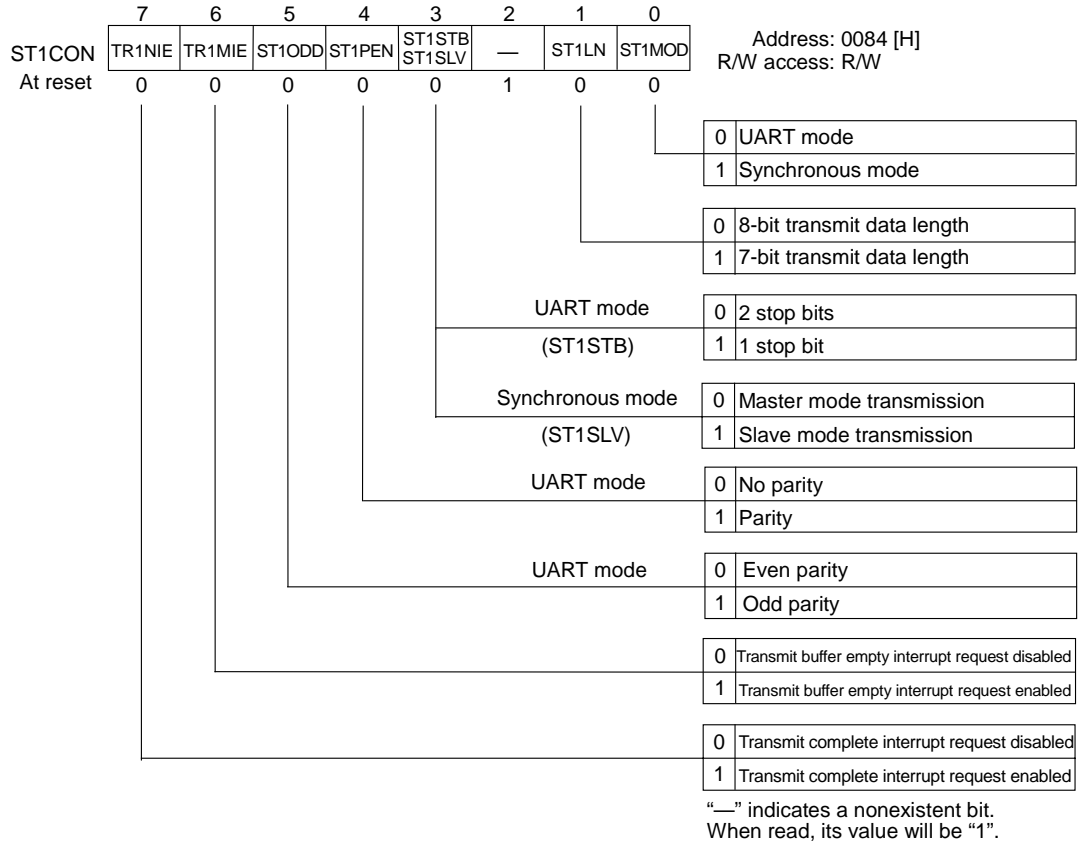 7 6 5 4 3 2 1 0
ST1CON TR1NIE TR1MIE ST1ODD ST1PEN ST1STB ST1SLV — ST1LN ST1MOD
At reset 0 0 0 0 0 1 0 0
Address: 0084 [H]
R/W access: R/W
0 UART mode
1 Synchronous mode
0 8-bit transmit data length
1 7-bit transmit data length
UART mode
(ST1STB)
0 2 stop bits
1 1 stop bit
Synchronous mode
(ST1SLV)
0 Master mode transmission
1 Slave mode transmission
UART mode
0 No parity
1 Parity
UART mode
0 Even parity
1 Odd parity
0 Transmit buffer empty interrupt request disabled
1 Transmit buffer empty interrupt request enabled
0 Transmit complete interrupt request disabled
1 Transmit complete interrupt request enabled
“—” indicates a nonexistent bit.
When read, its value will be “1”.